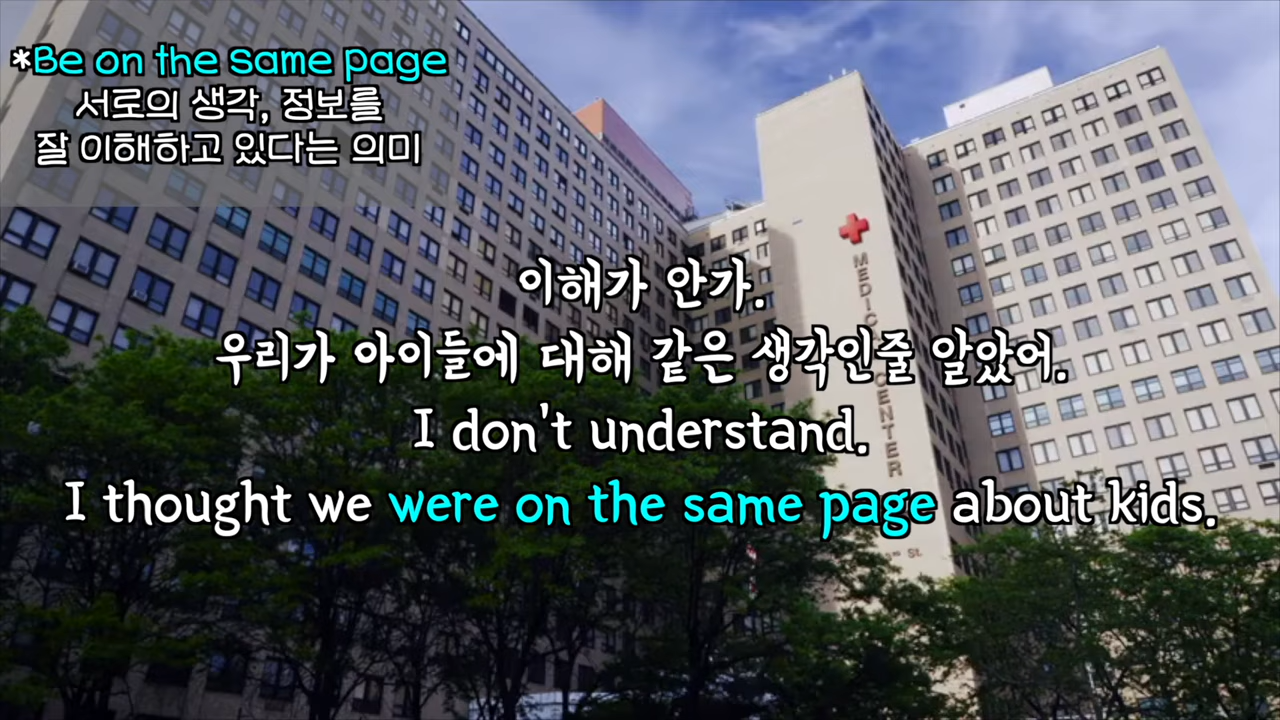 *Be on the same page
서로의 생각, 정보를
잘 이해하고 있다는 의미
이해가 안가.
우리가 아이들에 대해 같은 생각인줄 알았어.
I don't understand.
I thought we were on the same page about kids.
MEDIC
CENTER
St.